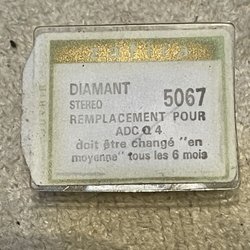 DIAMANT
STEREO 5067
REMPLACEMENT POUR
ADC Q 4
doit être changé "en
moyenne" tous les 6 mois